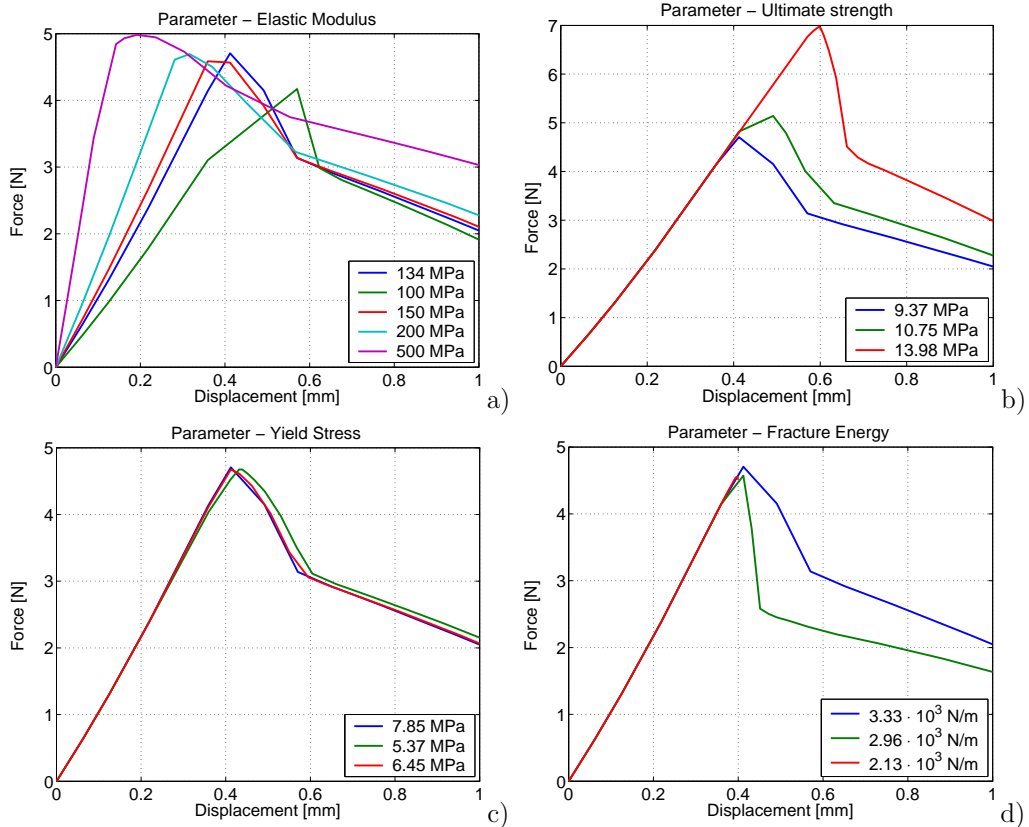 Parameter – Elastic Modulus
Force [N]
5
4
3
2
1
0
0 0.2 0.4 0.6 0.8 1
Displacement [mm]
134 MPa
100 MPa
150 MPa
200 MPa
500 MPa
a)
Parameter – Ultimate strength
Force [N]
7
6
5
4
3
2
1
0
0 0.2 0.4 0.6 0.8 1
Displacement [mm]
9.37 MPa
10.75 MPa
13.98 MPa
b)
Parameter – Yield Stress
Force [N]
5
4
3
2
1
0
0 0.2 0.4 0.6 0.8 1
Displacement [mm]
7.85 MPa
5.37 MPa
6.45 MPa
c)
Parameter – Fracture Energy
Force [N]
5
4
3
2
1
0
0 0.2 0.4 0.6 0.8 1
Displacement [mm]
3.33 · 10³ N/m
2.96 · 10³ N/m
2.13 · 10³ N/m
d)